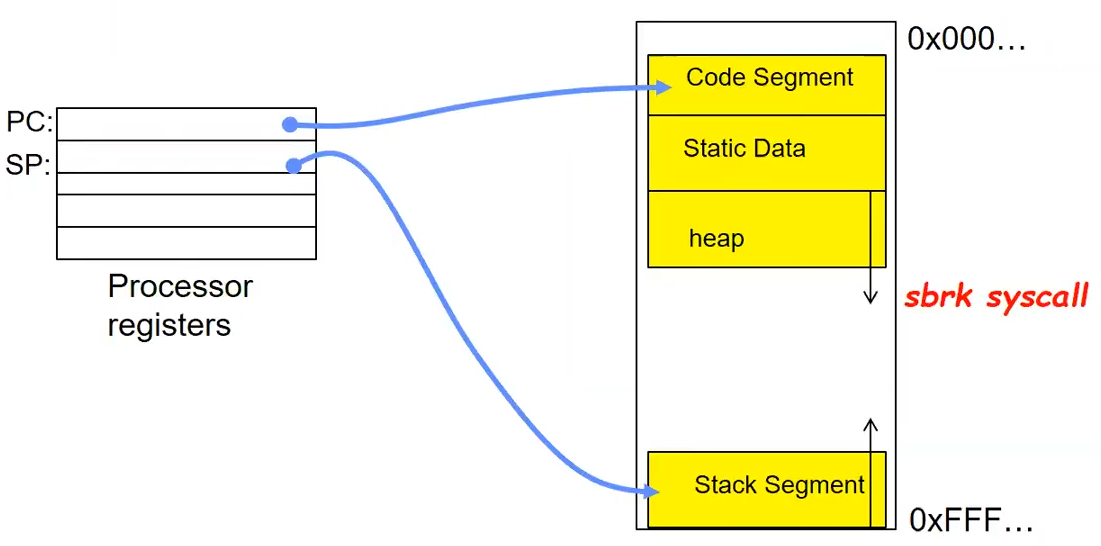 PC:
SP:
Processor
registers
0x000...
Code Segment
Static Data
heap
sbrk syscall
Stack Segment
0xFFF...